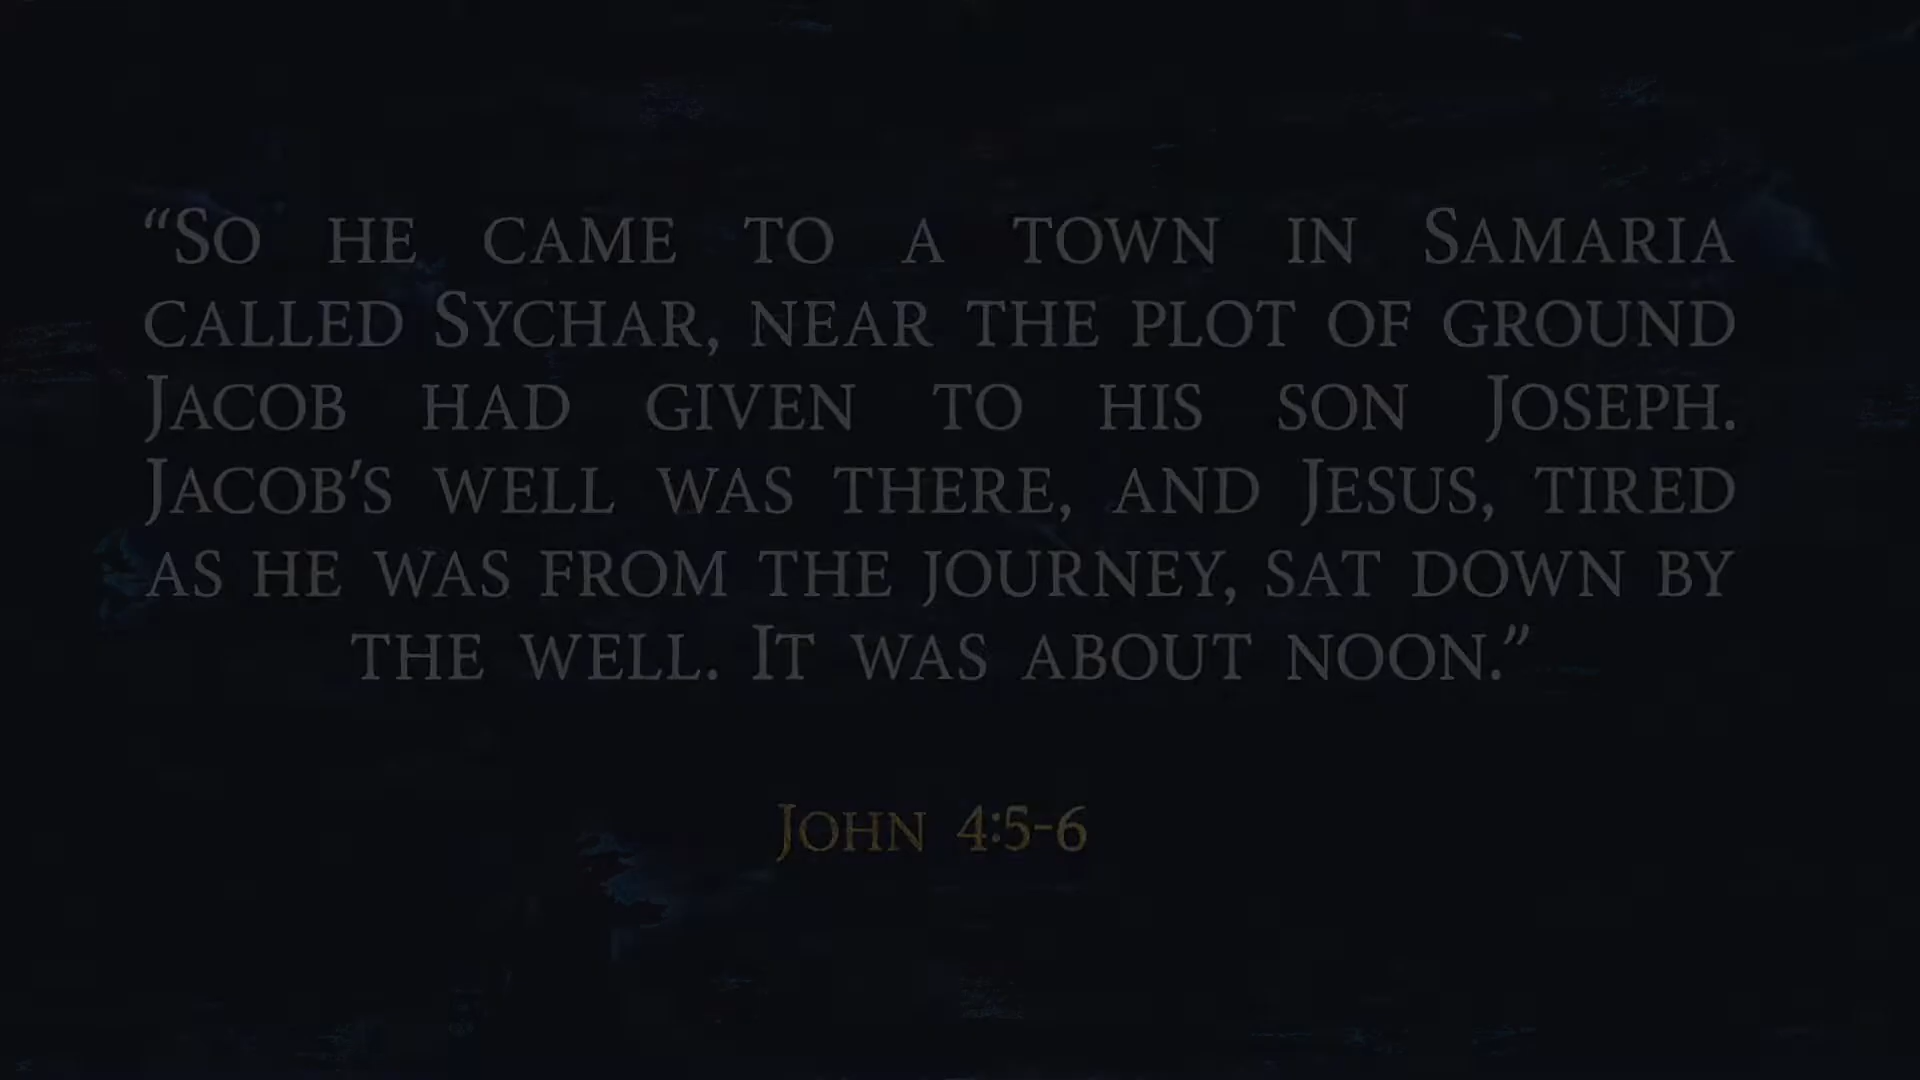 “So he came to a town in Samaria
called Sychar, near the plot of ground
Jacob had given to his son Joseph.
Jacob’s well was there, and Jesus, tired
as he was from the journey, sat down by
the well. It was about noon.”
John 4:5-6